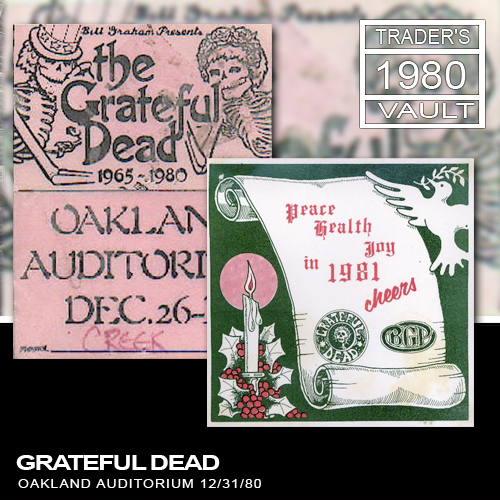 Bill Graham Presents
the
Grateful
Dead
1965-1980
OAKLAN
AUDITORI
DEC. 26-
CREEK
TRADER'S
1980
VAULT
Peace
Health
Joy
in 1981
cheers
GRATEFUL
DEAD
BGP
GRATEFUL DEAD
OAKLAND AUDITORIUM 12/31/80